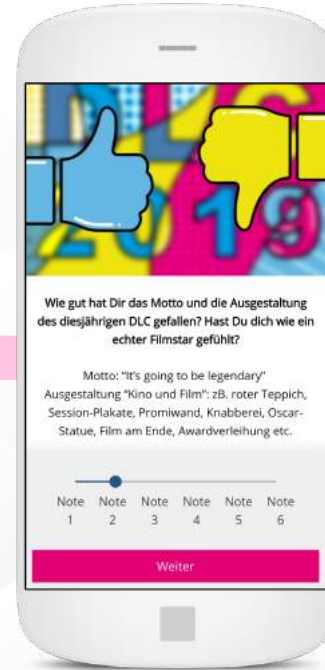 DLC
2019
Wie gut hat Dir das Motto und die Ausgestaltung
des diesjährigen DLC gefallen? Hast Du dich wie ein
echter Filmstar gefühlt?
Motto: "It's going to be legendary"
Ausgestaltung "Kino und Film": zB. roter Teppich,
Session-Plakate, Promiwand, Knabberei, Oscar-
Statue, Film am Ende, Awardverleihung etc.
Note Note Note Note Note Note
1 2 3 4 5 6
Weiter